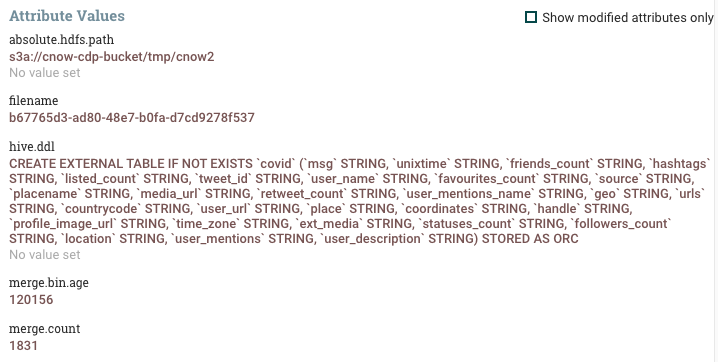 Attribute Values
Show modified attributes only
absolute.hdfs.path
s3a://cnow-cdp-bucket/tmp/cnow2
No value set
filename
b67765d3-ad80-48e7-b0fa-d7cd9278f537
hive.ddl
CREATE EXTERNAL TABLE IF NOT EXISTS `covid` (`msg` STRING, `unixtime` STRING, `friends_count` STRING, `hashtags`
STRING, `listed_count` STRING, `tweet_id` STRING, `user_name` STRING, `favourites_count` STRING, `source` STRING,
`placename` STRING, `media_url` STRING, `retweet_count` STRING, `user_mentions_name` STRING, `geo` STRING, `urls`
STRING, `countrycode` STRING, `user_url` STRING, `place` STRING, `coordinates` STRING, `handle` STRING,
`profile_image_url` STRING, `time_zone` STRING, `ext_media` STRING, `statuses_count` STRING, `followers_count`
STRING, `location` STRING, `user_mentions` STRING, `user_description` STRING) STORED AS ORC
No value set
merge.bin.age
120156
merge.count
1831